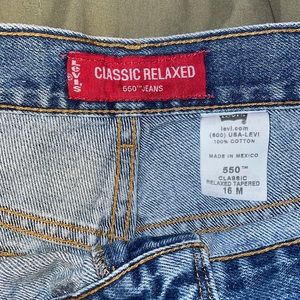 LEVI'S
CLASSIC RELAXED
550™ JEANS
levi.com
(800) USA-LEVI
100% COTTON
MADE IN MEXICO
550™
CLASSIC
RELAXED TAPERED
16 M